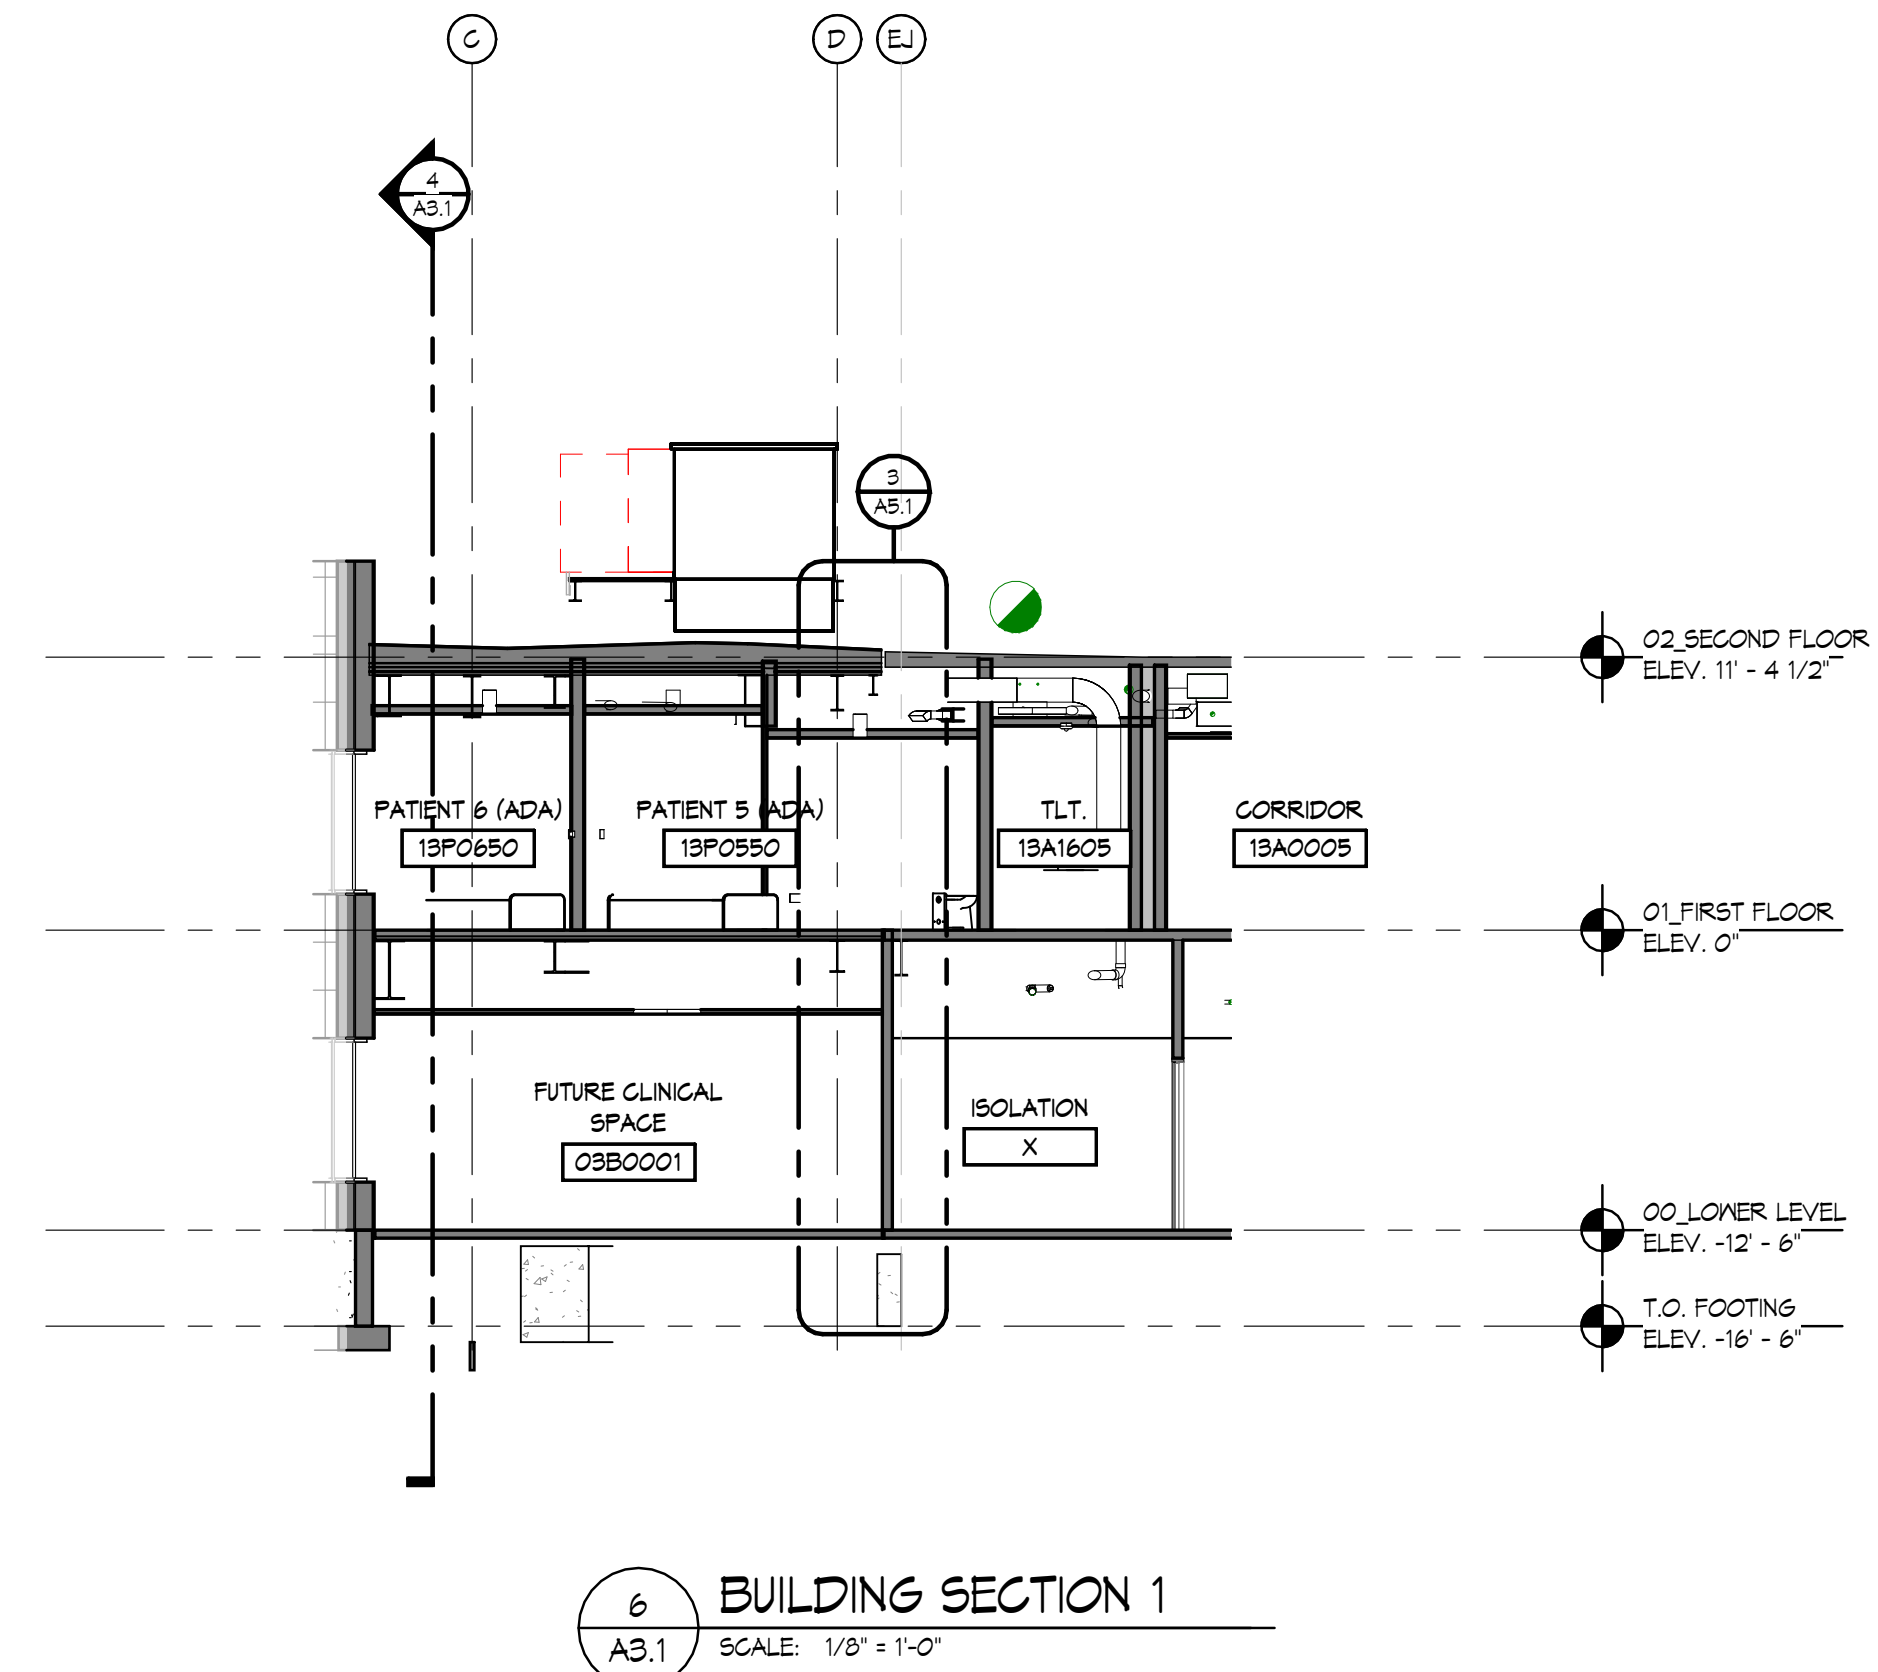 C
D
EJ
4
A3.1
3
A5.1
02_SECOND FLOOR
ELEV. 11' - 4 1/2"
PATIENT 6 (ADA)
13P0650
PATIENT 5 (ADA)
13P0550
TLT.
13A1605
CORRIDOR
13A0005
01_FIRST FLOOR
ELEV. 0"
FUTURE CLINICAL
SPACE
03B0001
ISOLATION
X
00_LOWER LEVEL
ELEV. -12' - 6"
T.O. FOOTING
ELEV. -16' - 6"
6
A3.1
BUILDING SECTION 1
SCALE: 1/8" = 1'-0"